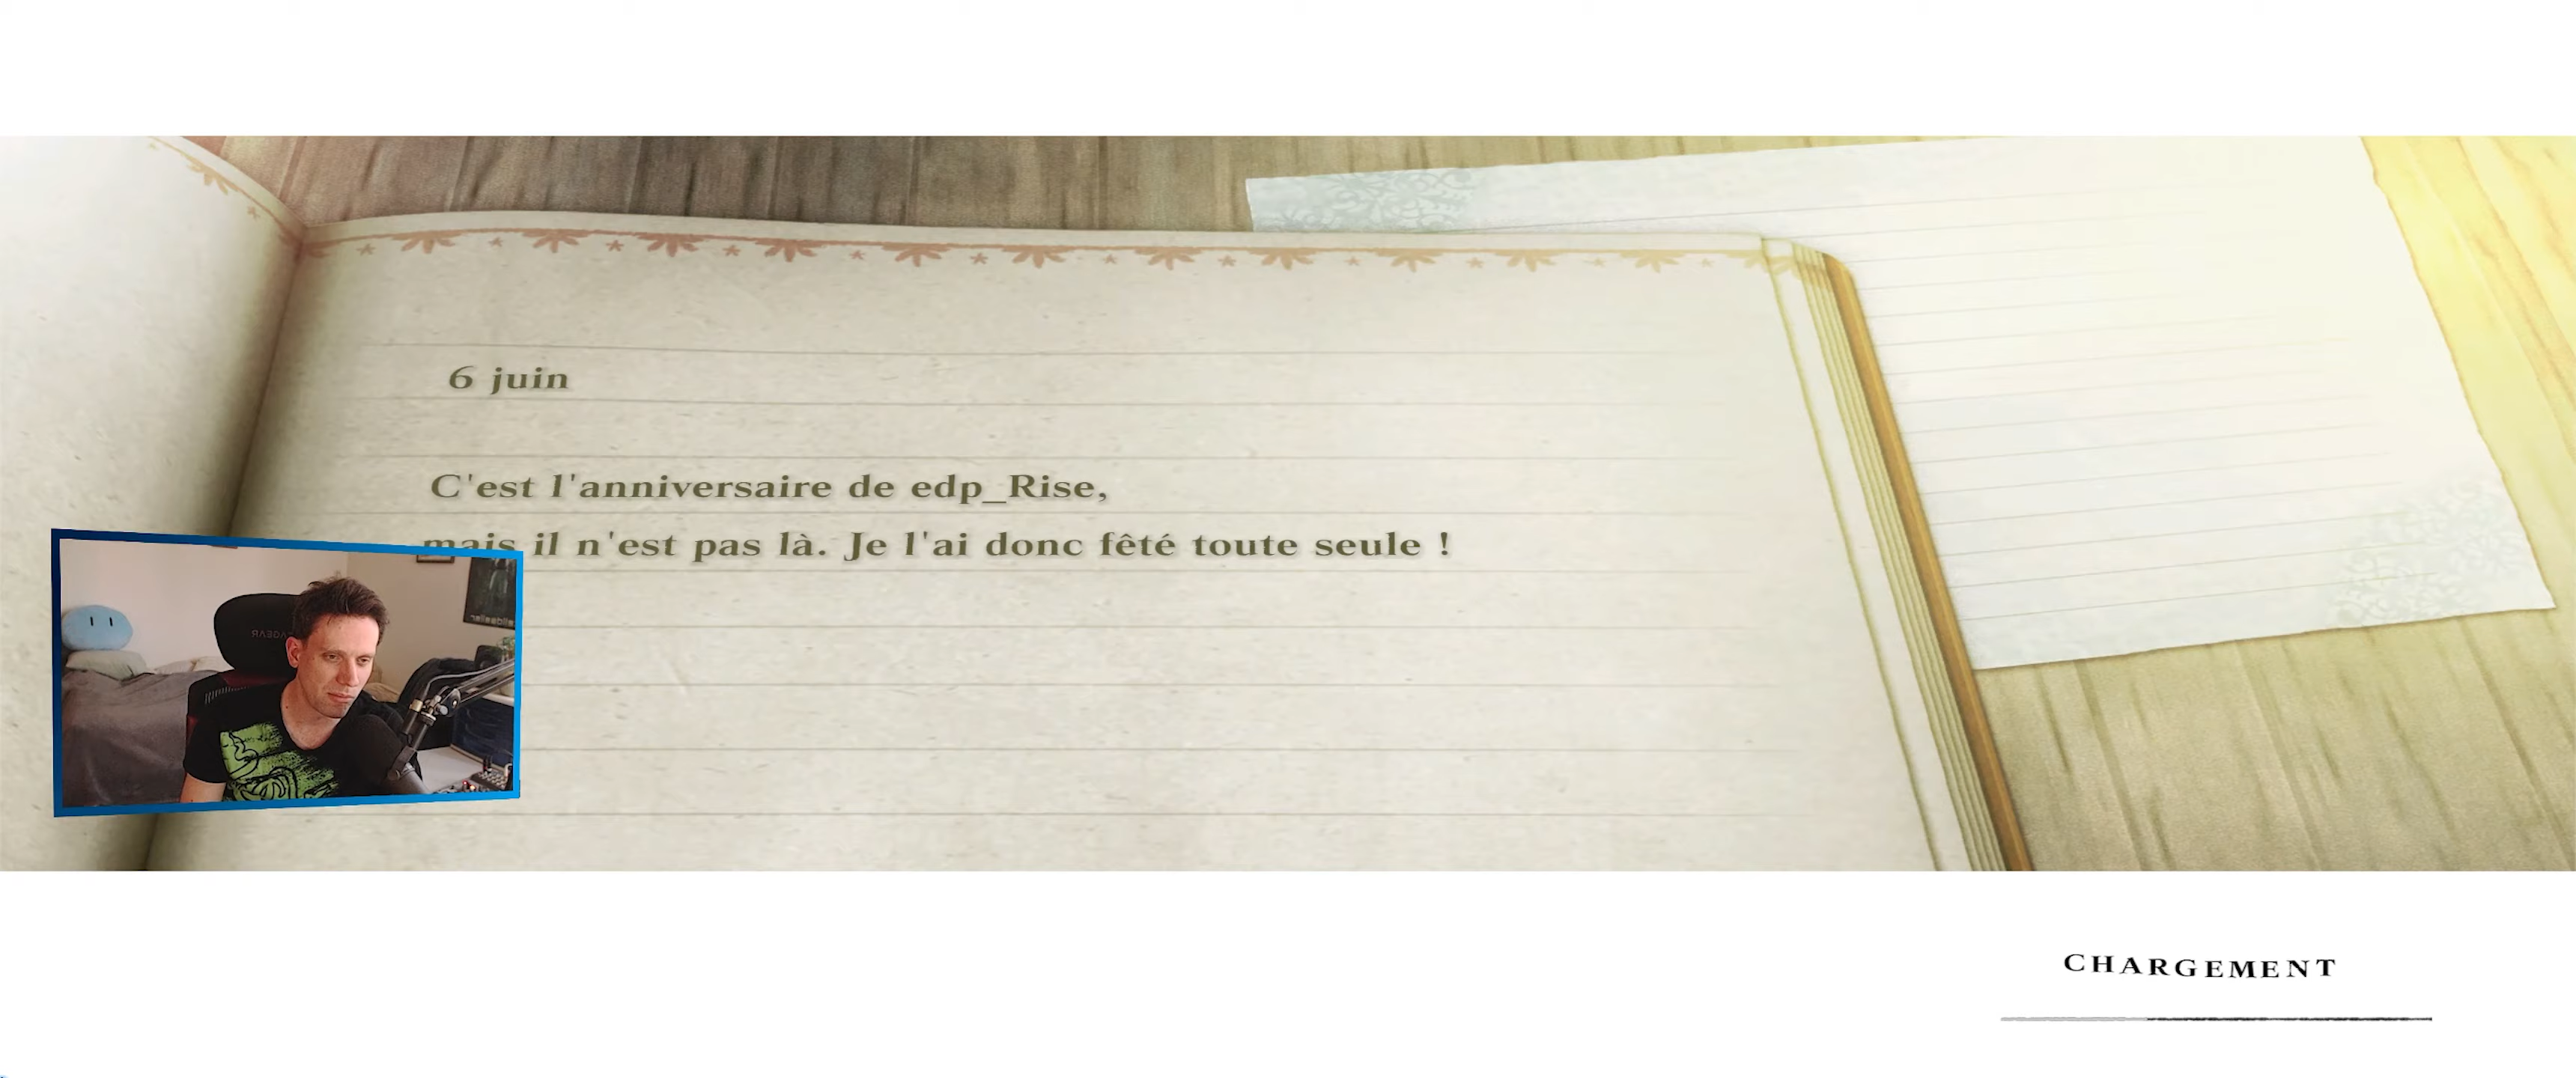 6 juin
C'est l'anniversaire de edp_Rise,
mais il n'est pas là. Je l'ai donc fêté toute seule !
CHARGEMENT